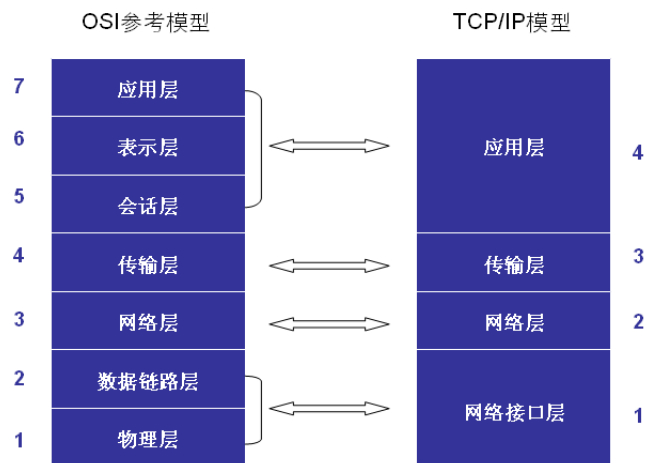 OSI参考模型
TCP/IP模型
7
应用层
6
表示层
5
会话层
4
传输层
3
网络层
2
数据链路层
1
物理层
应用层
4
传输层
3
网络层
2
网络接口层
1